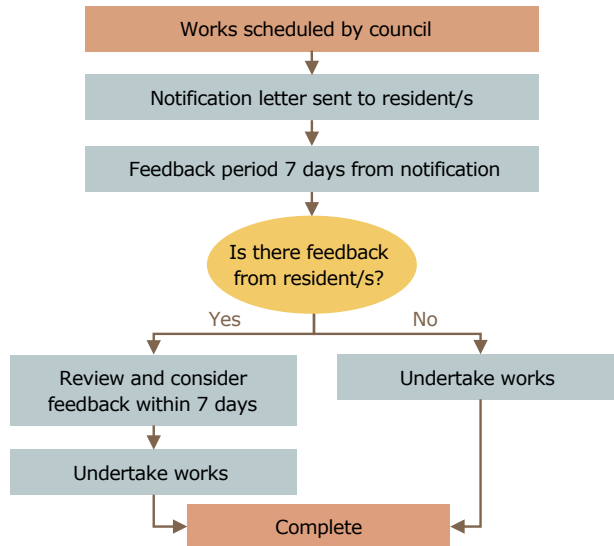 Works scheduled by council
Notification letter sent to resident/s
Feedback period 7 days from notification
Is there feedback
from resident/s?
Yes
No
Review and consider
feedback within 7 days
Undertake works
Undertake works
Complete